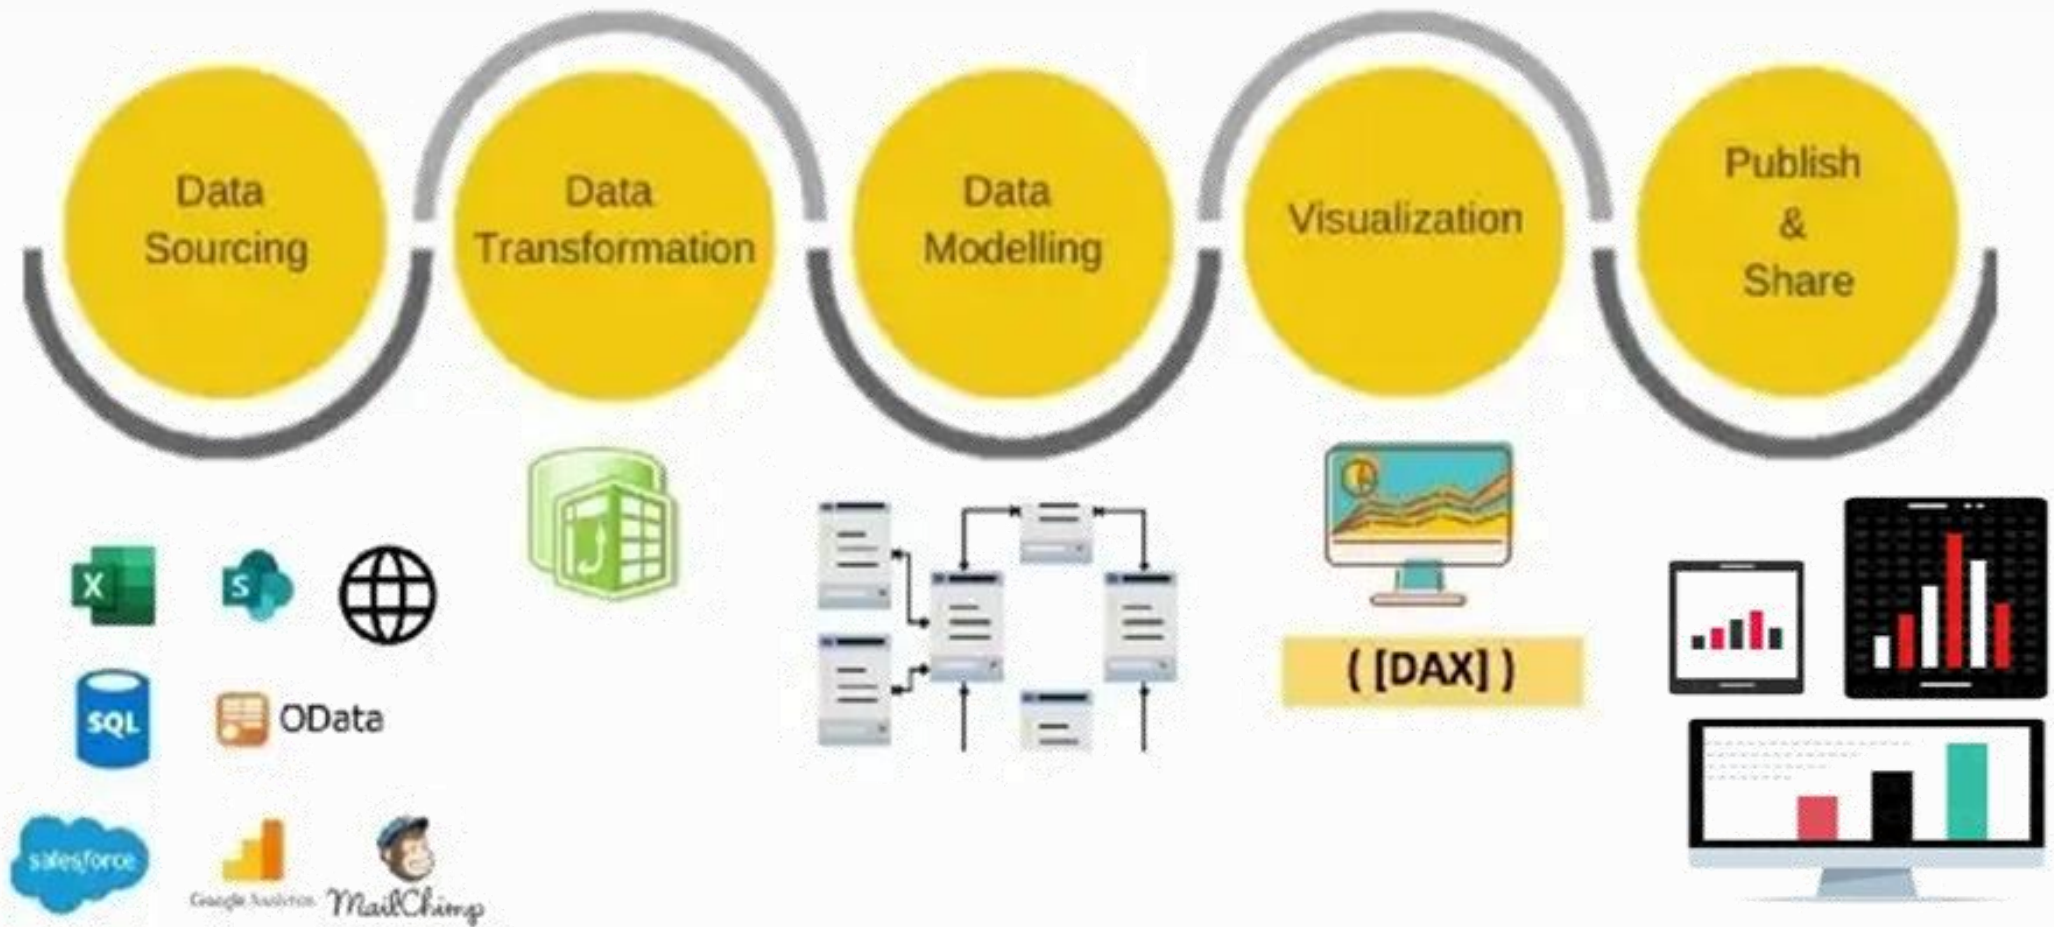 Data
Sourcing
Data
Transformation
Data
Modelling
Visualization
Publish
&
Share
X
S
SQL
OData
salesforce
Google Analytics
MailChimp
( [DAX] )